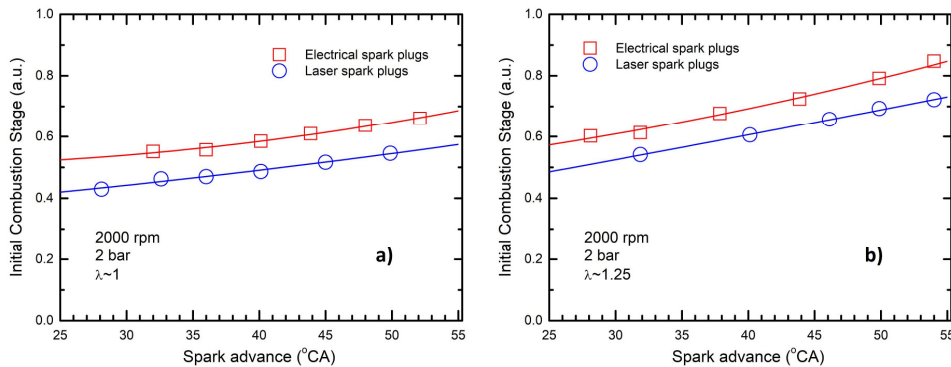 1.0
0.8
0.6
0.4
0.2
0.0
Initial Combustion Stage (a.u.)
Electrical spark plugs
Laser spark plugs
2000 rpm
2 bar
λ~1
a)
25 30 35 40 45 50 55
Spark advance (°CA)
1.0
0.8
0.6
0.4
0.2
0.0
Initial Combustion Stage (a.u.)
Electrical spark plugs
Laser spark plugs
2000 rpm
2 bar
λ~1.25
b)
25 30 35 40 45 50 55
Spark advance (°CA)